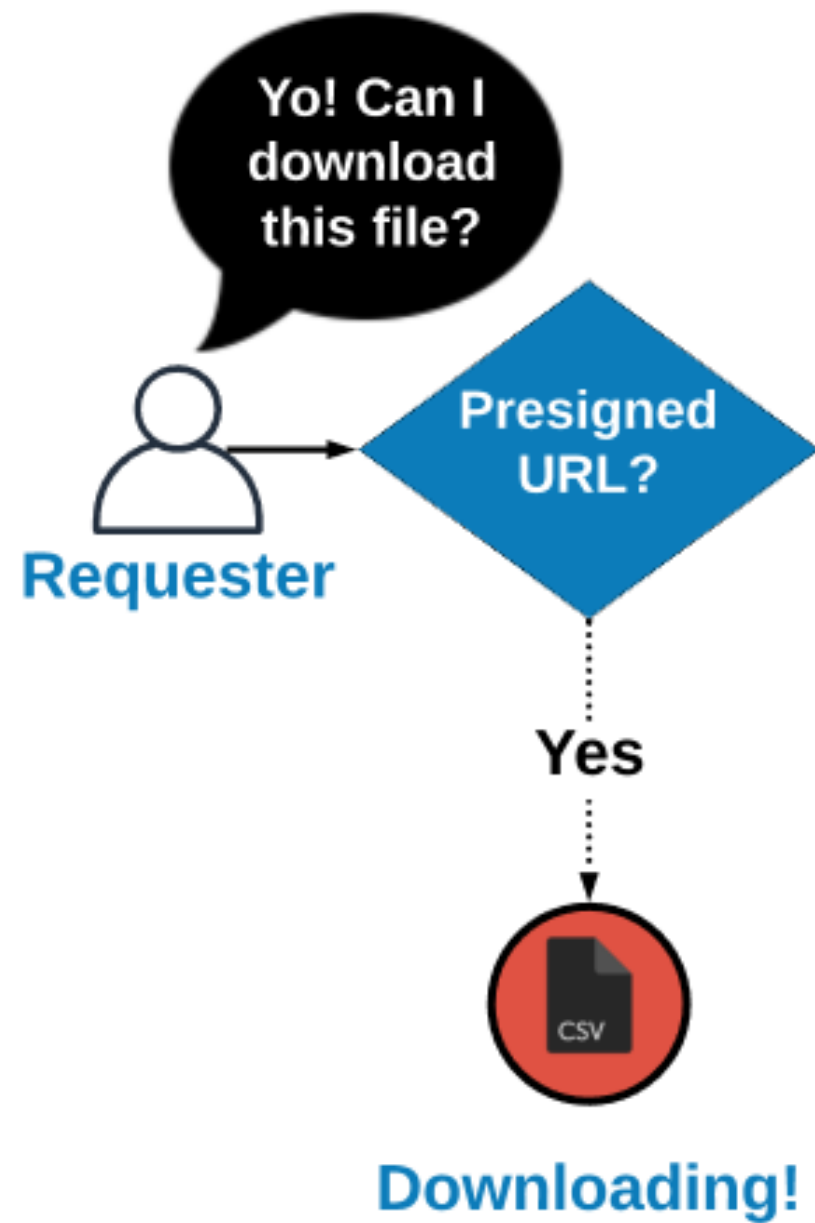 Yo! Can I
download
this file?
Presigned
URL?
Requester
Yes
CSV
Downloading!